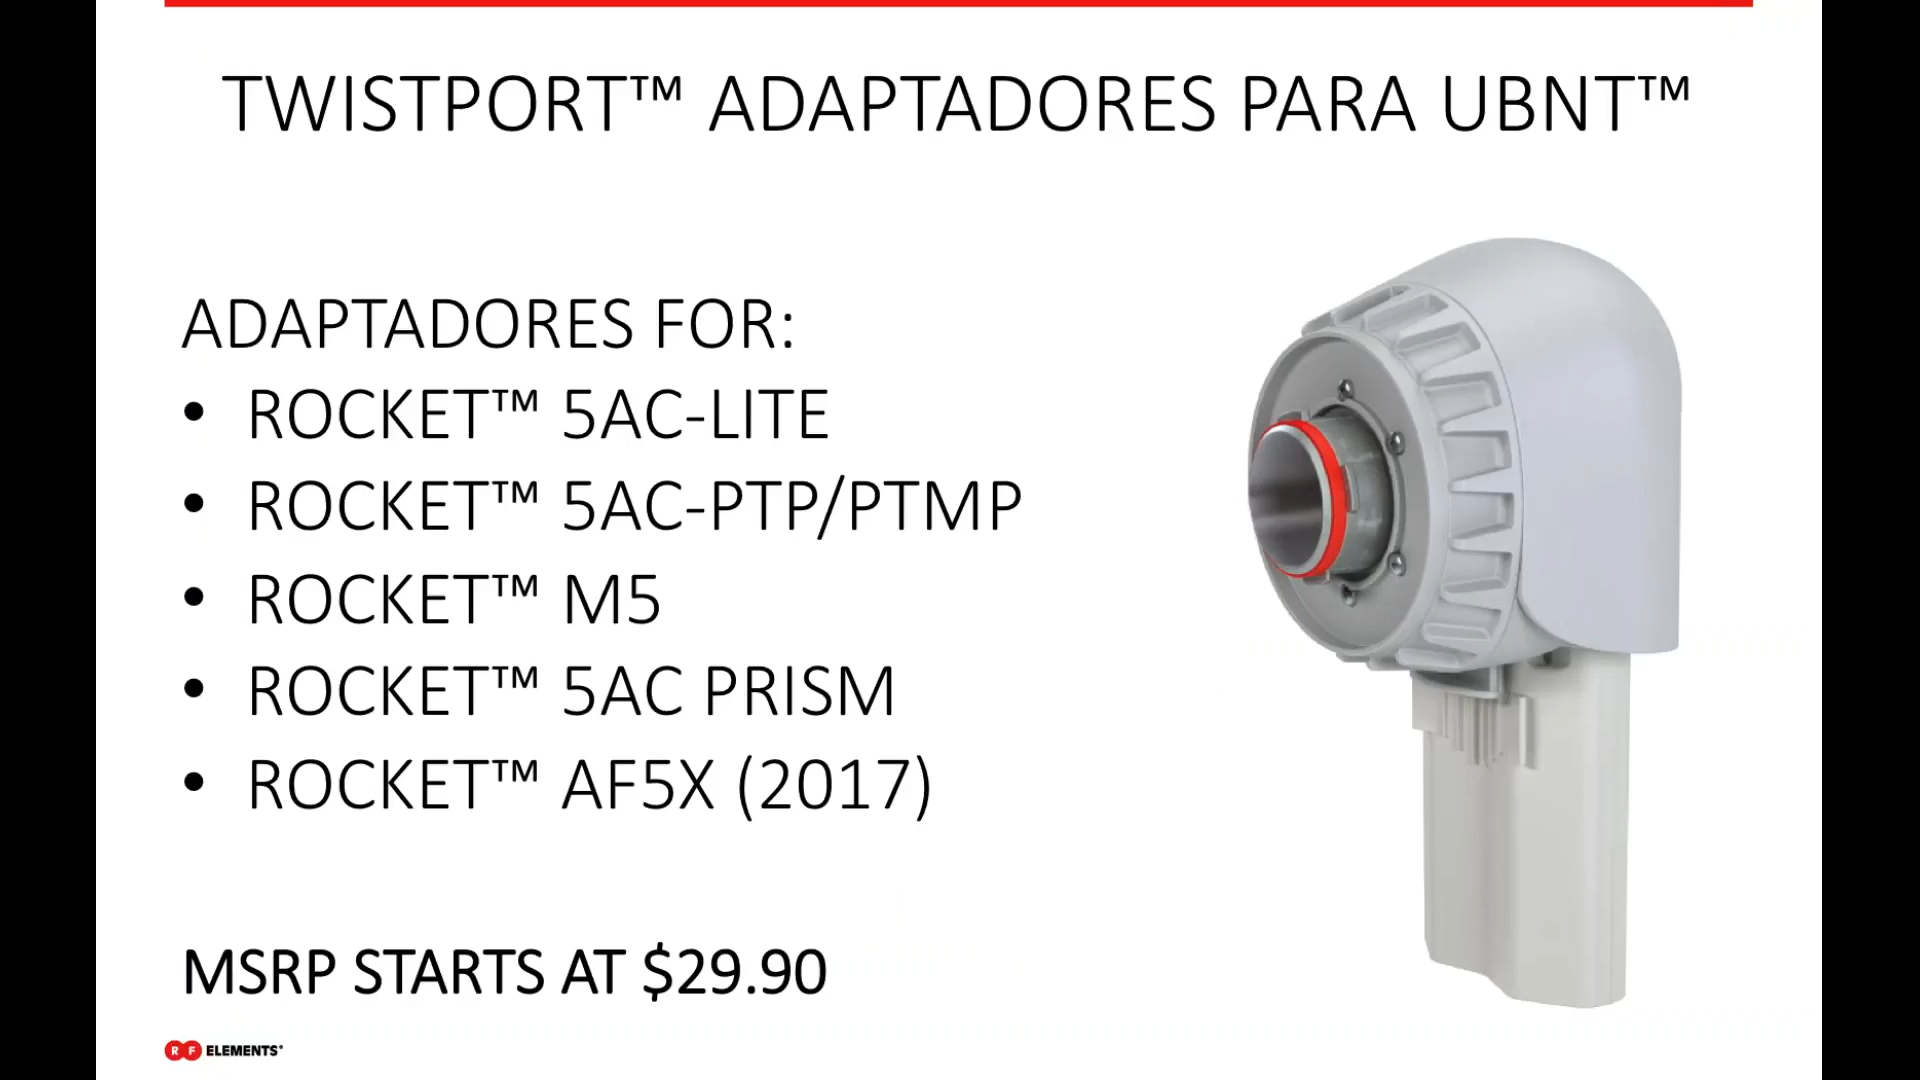 TWISTPORT™ ADAPTADORES PARA UBNT™
ADAPTADORES FOR:
• ROCKET™ 5AC-LITE
• ROCKET™ 5AC-PTP/PTMP
• ROCKET™ M5
• ROCKET™ 5AC PRISM
• ROCKET™ AF5X (2017)
MSRP STARTS AT $29.90
RF ELEMENTS®